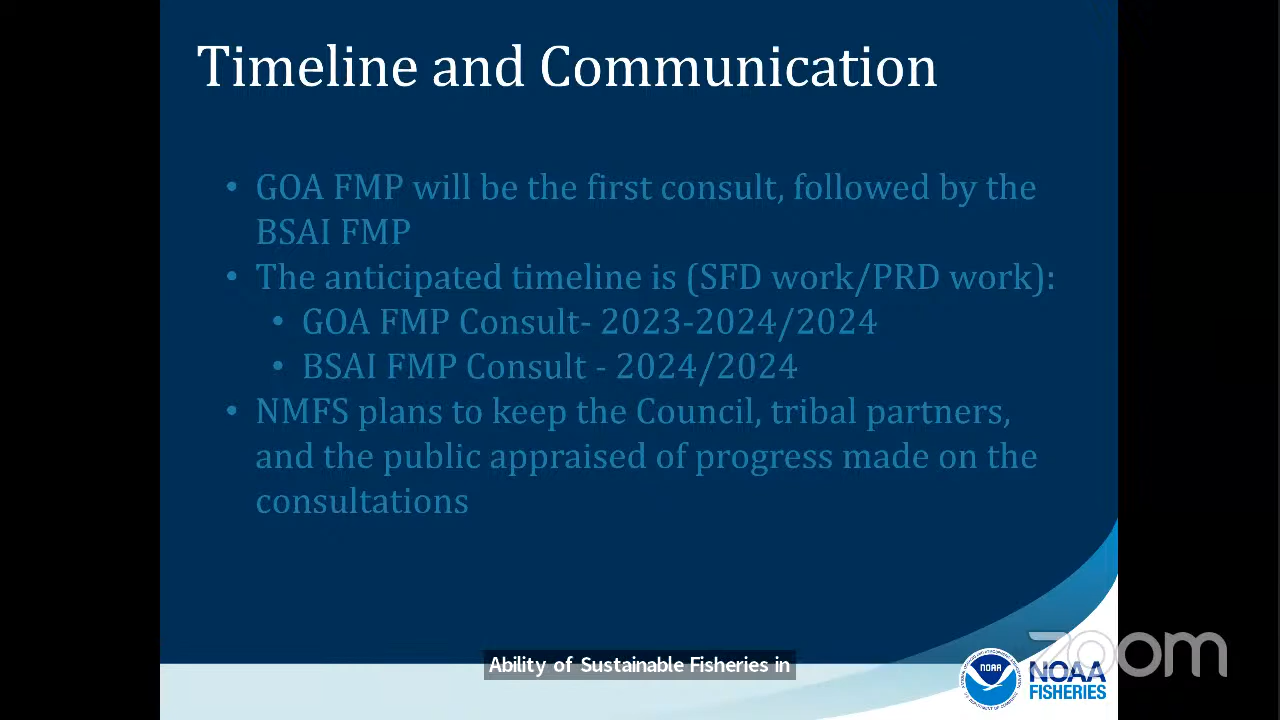 Timeline and Communication
• GOA FMP will be the first consult, followed by the
BSAI FMP
• The anticipated timeline is (SFD work/PRD work):
• GOA FMP Consult- 2023-2024/2024
• BSAI FMP Consult - 2024/2024
• NMFS plans to keep the Council, tribal partners,
and the public appraised of progress made on the
consultations
Ability of Sustainable Fisheries in
zoom
NOAA
NOAA
FISHERIES